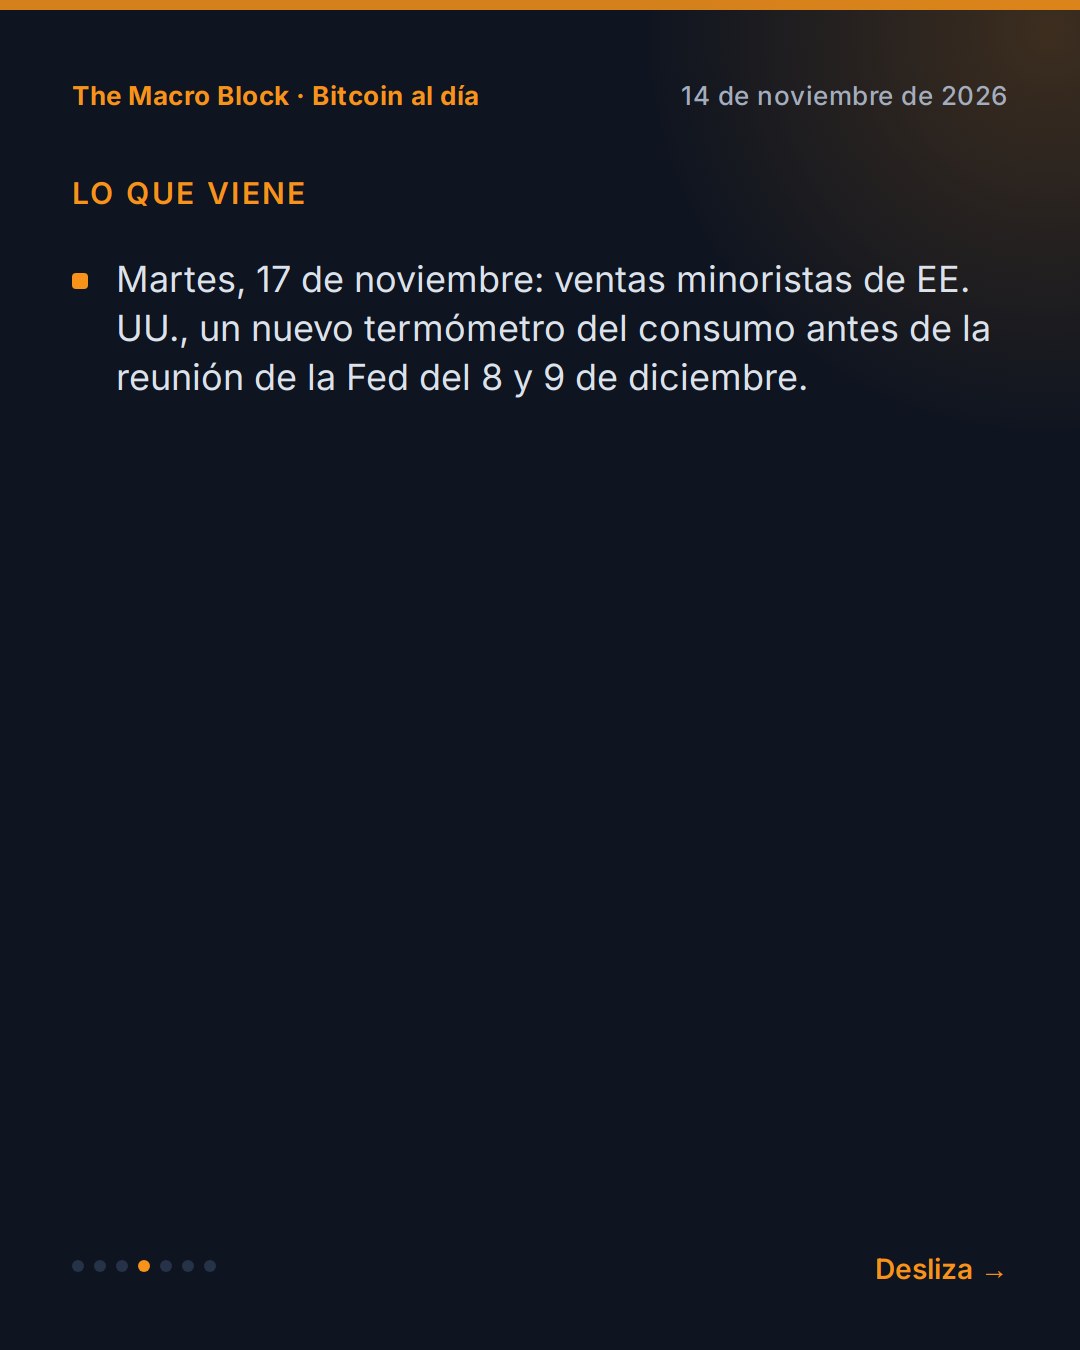 The Macro Block · Bitcoin al día
14 de noviembre de 2026
LO QUE VIENE
Martes, 17 de noviembre: ventas minoristas de EE.
UU., un nuevo termómetro del consumo antes de la
reunión de la Fed del 8 y 9 de diciembre.
Desliza →